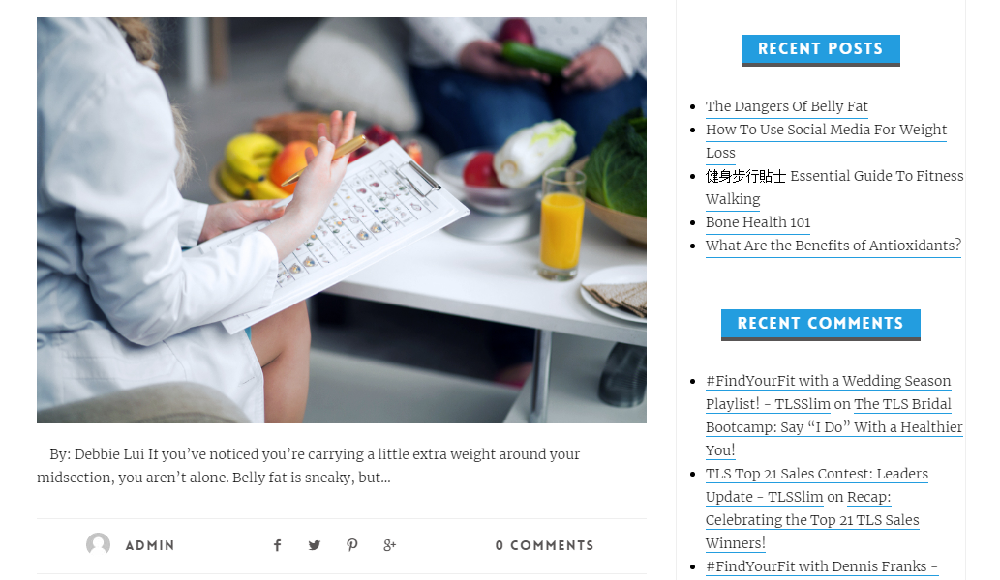 By: Debbie Lui If you’ve noticed you’re carrying a little extra weight around your
midsection, you aren’t alone. Belly fat is sneaky, but...
ADMIN
0 COMMENTS
RECENT POSTS
The Dangers Of Belly Fat
How To Use Social Media For Weight
Loss
健身步行貼士 Essential Guide To Fitness
Walking
Bone Health 101
What Are the Benefits of Antioxidants?
RECENT COMMENTS
#FindYourFit with a Wedding Season
Playlist! - TLSSlim on The TLS Bridal
Bootcamp: Say “I Do” With a Healthier
You!
TLS Top 21 Sales Contest: Leaders
Update - TLSSlim on Recap:
Celebrating the Top 21 TLS Sales
Winners!
#FindYourFit with Dennis Franks -